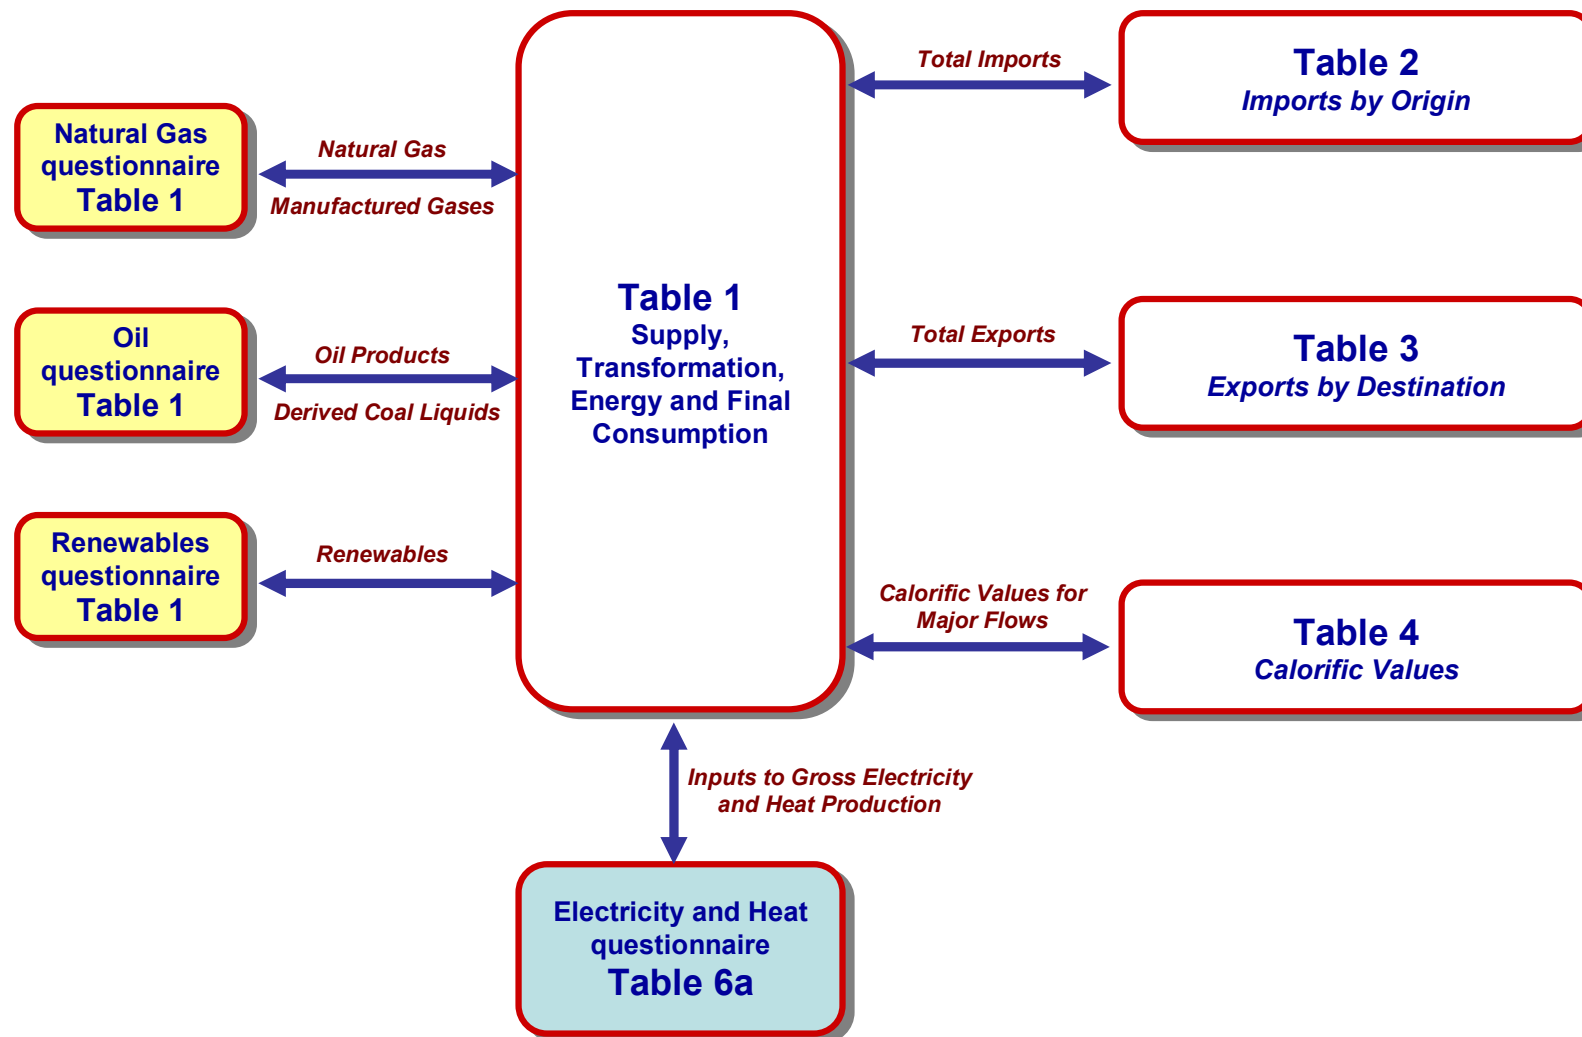 Natural Gas
questionnaire
Table 1
Natural Gas
Manufactured Gases
Oil
questionnaire
Table 1
Oil Products
Derived Coal Liquids
Renewables
questionnaire
Table 1
Renewables
Table 1
Supply,
Transformation,
Energy and Final
Consumption
Total Imports
Table 2
Imports by Origin
Total Exports
Table 3
Exports by Destination
Calorific Values for
Major Flows
Table 4
Calorific Values
Inputs to Gross Electricity
and Heat Production
Electricity and Heat
questionnaire
Table 6a